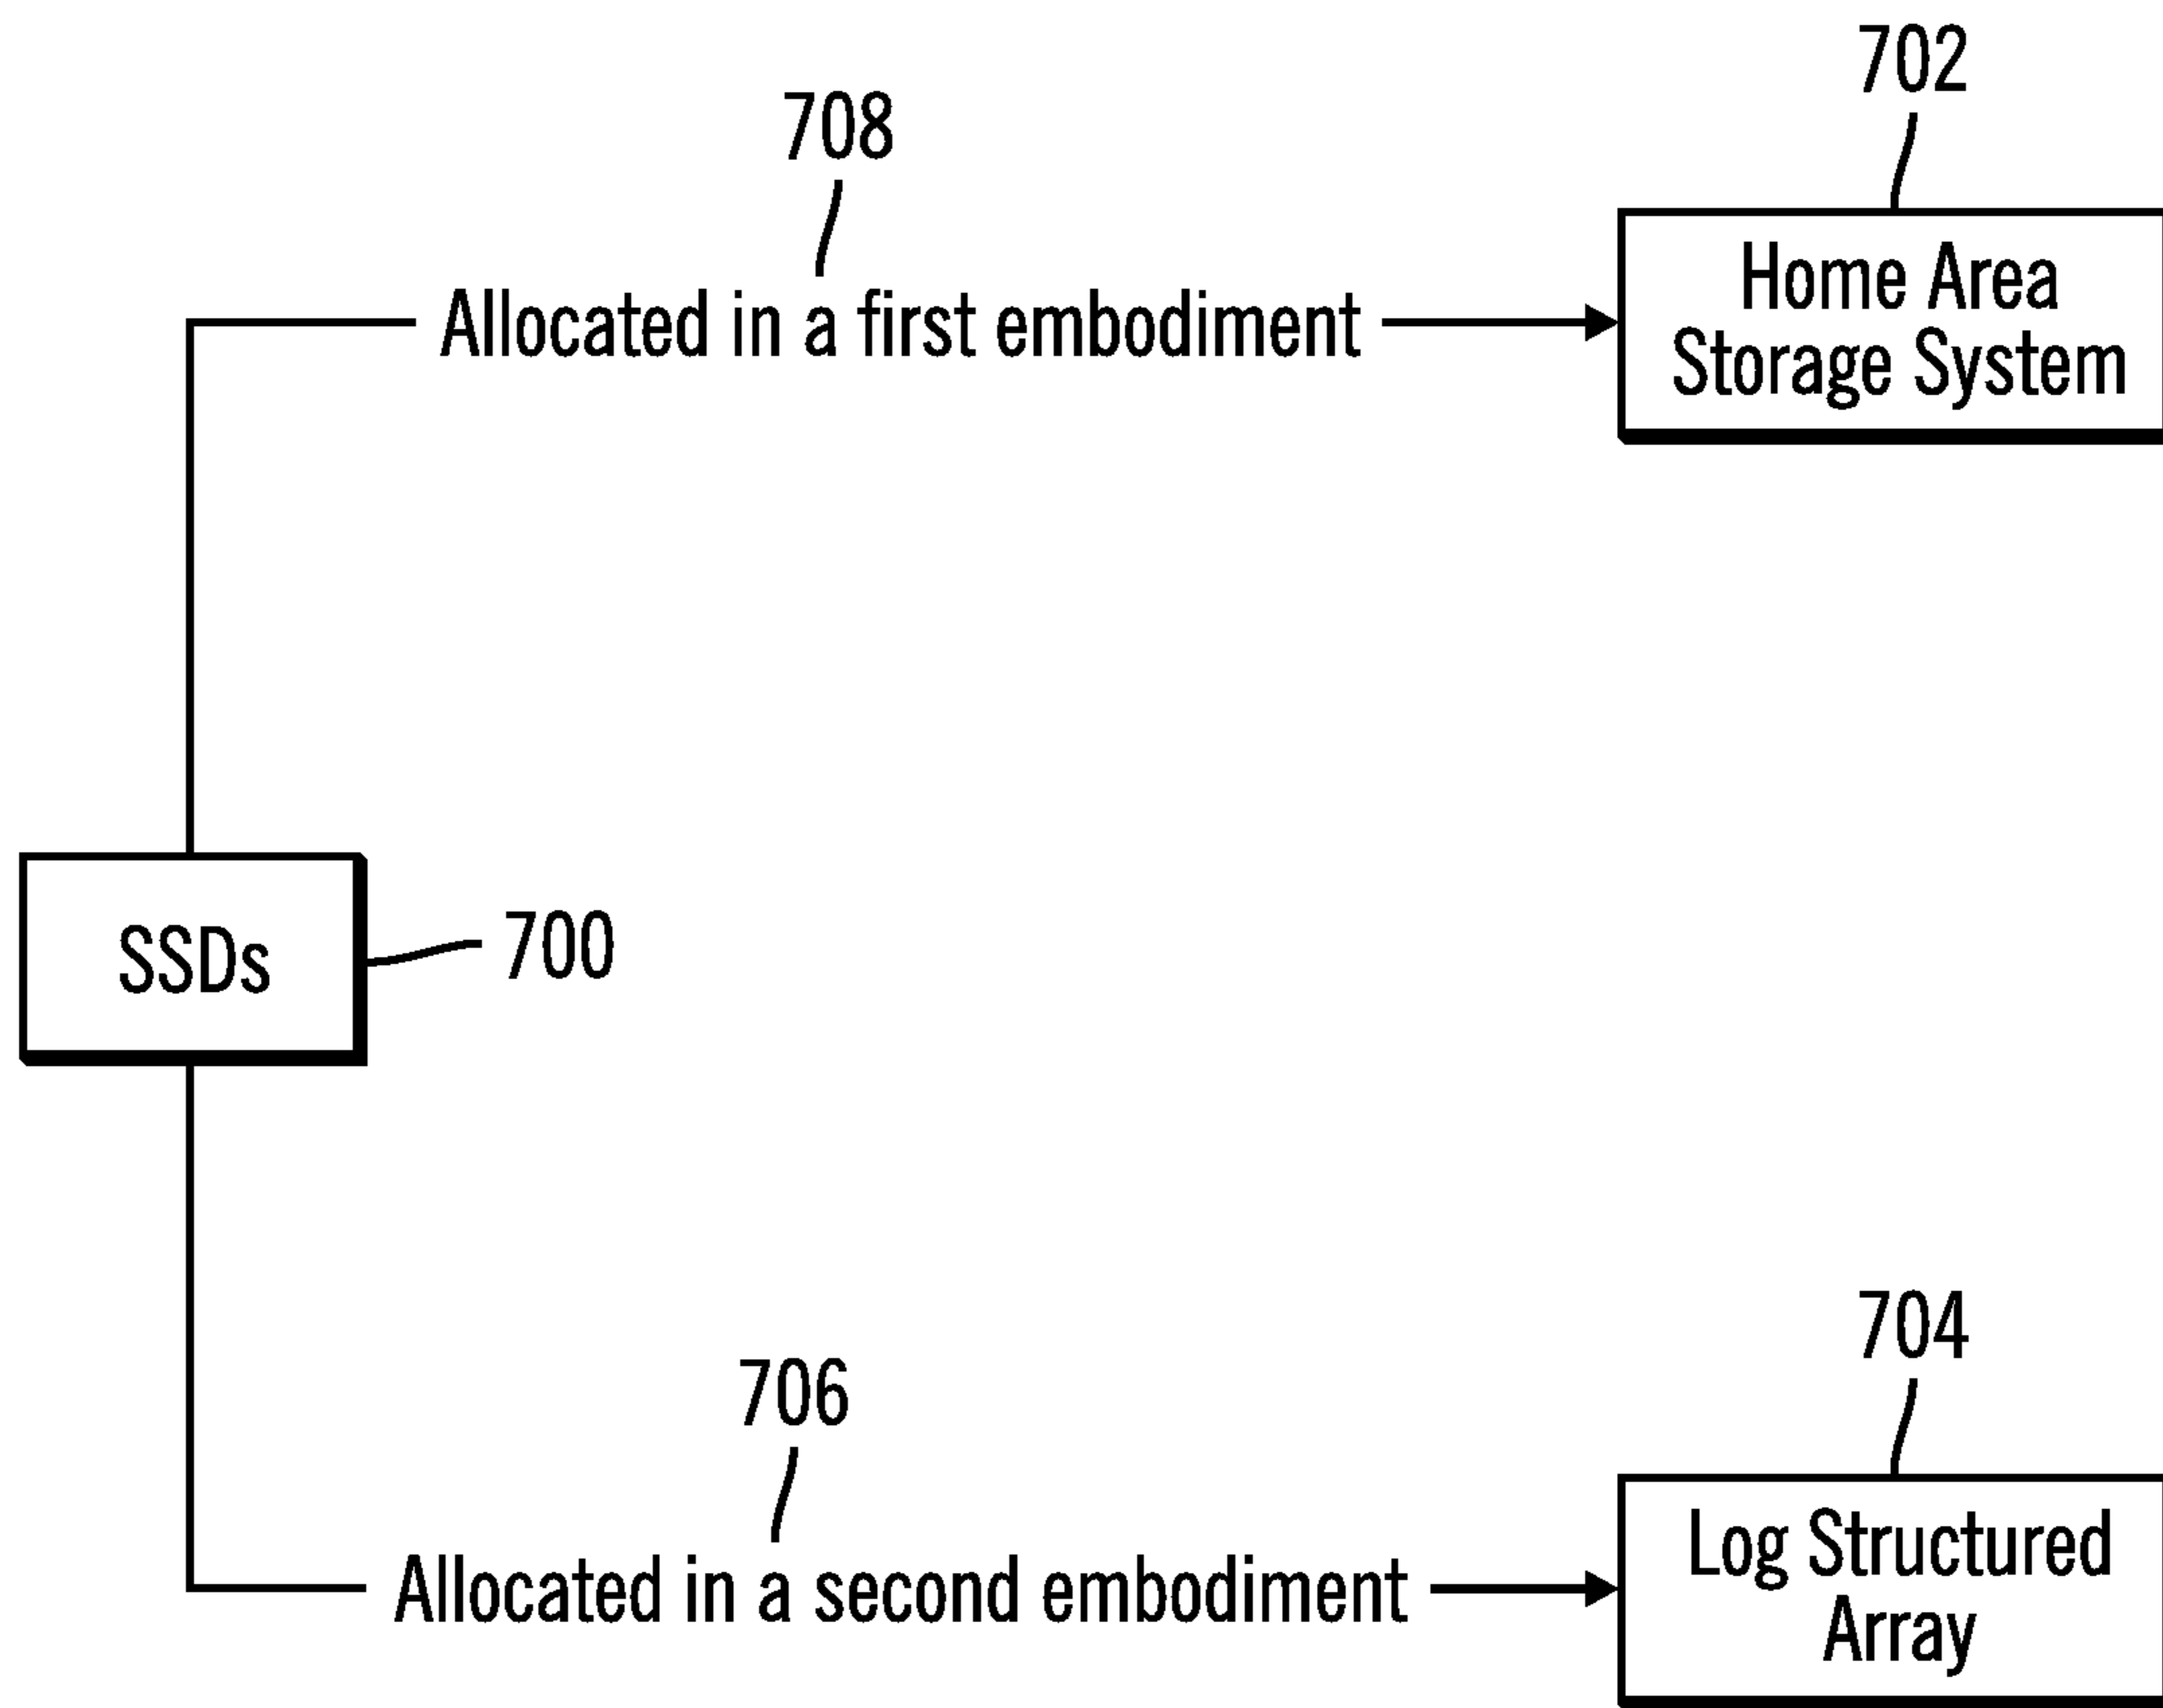 702
708
Home Area
Storage System
Allocated in a first embodiment
SSDs
700
704
706
Log Structured
Array
Allocated in a second embodiment